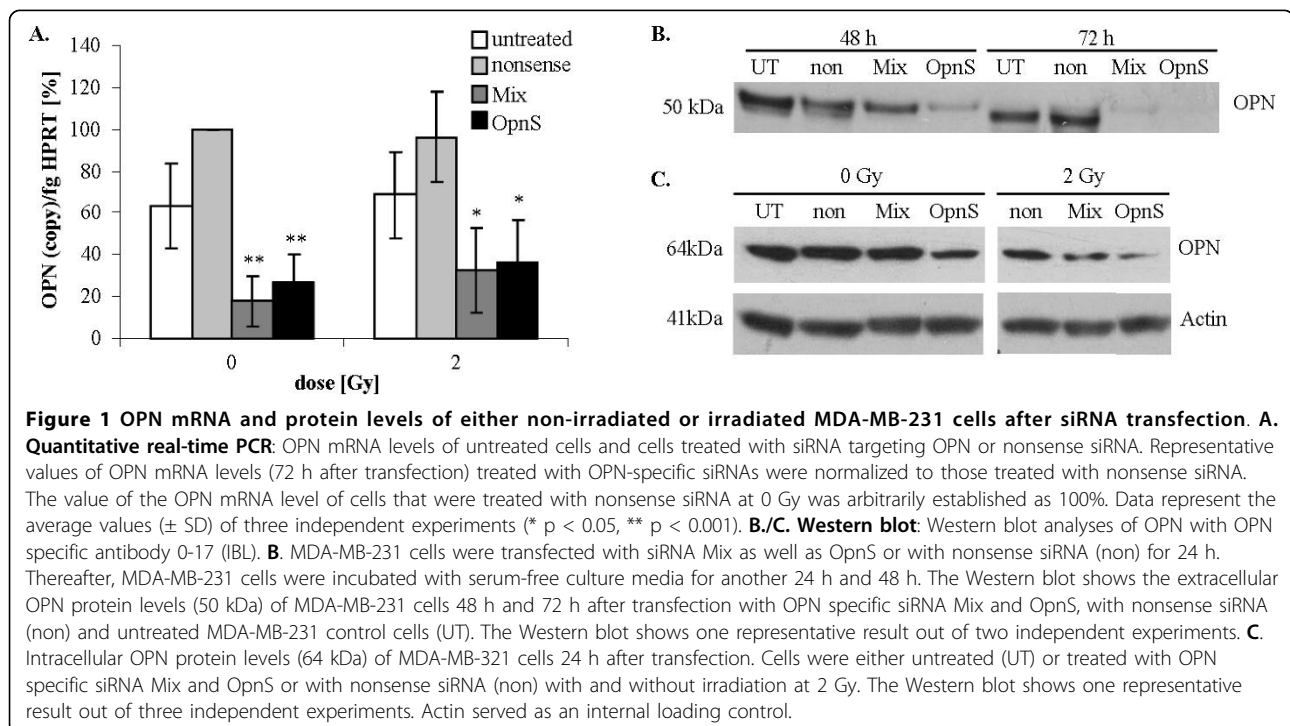 A.
140
120
100
80
60
40
20
0
OPN (copy)/fg HPRT [%]
untreated
nonsense
Mix
OpnS
** ** * *
0 2
dose [Gy]
B.
48 h 72 h
UT non Mix OpnS UT non Mix OpnS
50 kDa OPN
C.
0 Gy 2 Gy
UT non Mix OpnS non Mix OpnS
64kDa OPN
41kDa Actin
Figure 1 OPN mRNA and protein levels of either non-irradiated or irradiated MDA-MB-231 cells after siRNA transfection. A.
Quantitative real-time PCR: OPN mRNA levels of untreated cells and cells treated with siRNA targeting OPN or nonsense siRNA. Representative
values of OPN mRNA levels (72 h after transfection) treated with OPN-specific siRNAs were normalized to those treated with nonsense siRNA.
The value of the OPN mRNA level of cells that were treated with nonsense siRNA at 0 Gy was arbitrarily established as 100%. Data represent the
average values (± SD) of three independent experiments (* p < 0.05, ** p < 0.001). B./C. Western blot: Western blot analyses of OPN with OPN
specific antibody 0-17 (IBL). B. MDA-MB-231 cells were transfected with siRNA Mix as well as OpnS or with nonsense siRNA (non) for 24 h.
Thereafter, MDA-MB-231 cells were incubated with serum-free culture media for another 24 h and 48 h. The Western blot shows the extracellular
OPN protein levels (50 kDa) of MDA-MB-231 cells 48 h and 72 h after transfection with OPN specific siRNA Mix and OpnS, with nonsense siRNA
(non) and untreated MDA-MB-231 control cells (UT). The Western blot shows one representative result out of two independent experiments. C.
Intracellular OPN protein levels (64 kDa) of MDA-MB-321 cells 24 h after transfection. Cells were either untreated (UT) or treated with OPN
specific siRNA Mix and OpnS or with nonsense siRNA (non) with and without irradiation at 2 Gy. The Western blot shows one representative
result out of three independent experiments. Actin served as an internal loading control.